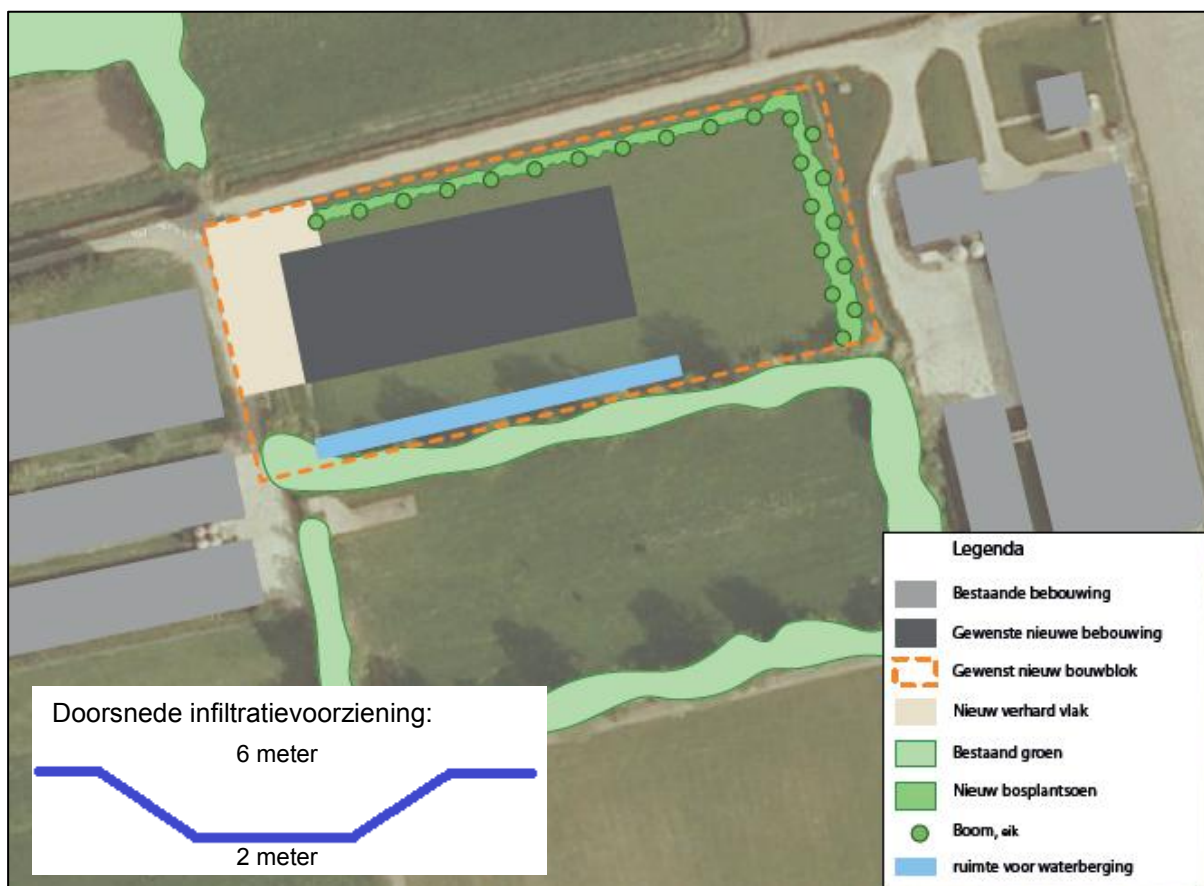 Doorsnede infiltratievoorziening:
6 meter
2 meter
Legenda
Bestaande bebouwing
Gewenste nieuwe bebouwing
Gewenst nieuw bouwblok
Nieuw verhard vlak
Bestaand groen
Nieuw bosplantsoen
Boom, eik
ruimte voor waterberging